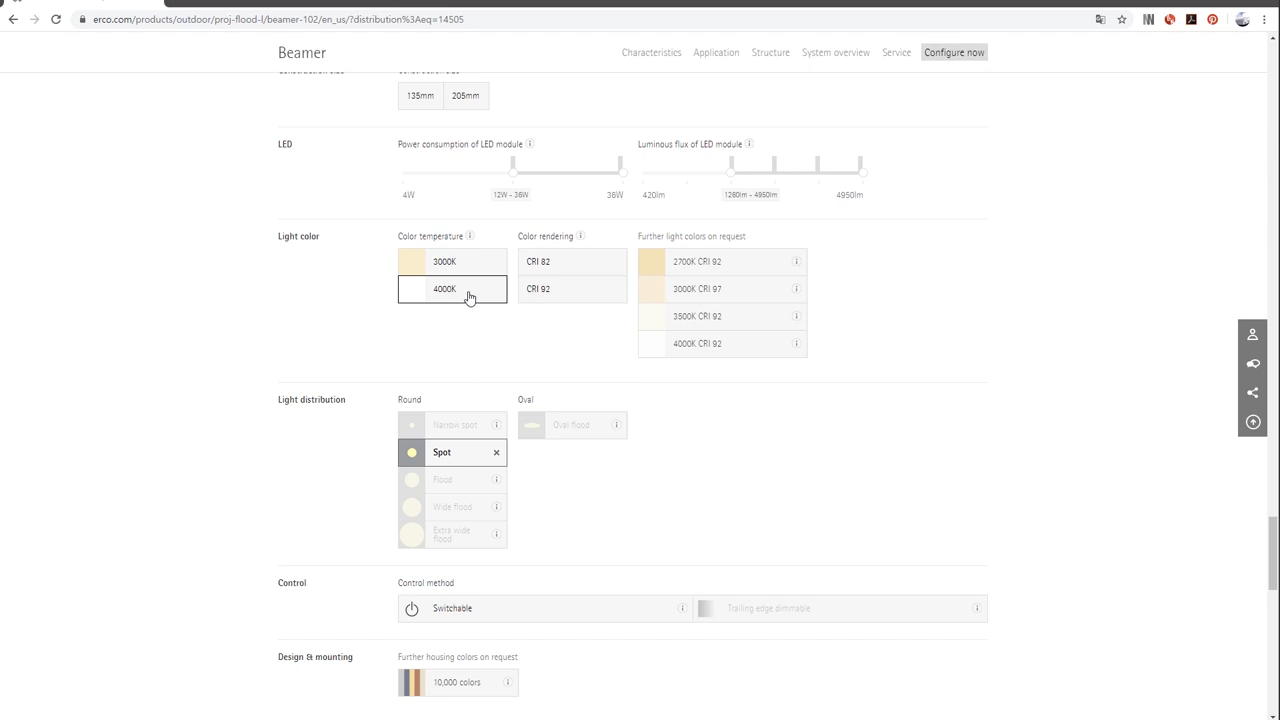 erco.com/products/outdoor/proj-flood-l/beamer-102/en_us/?distribution%3Aeq=14505
Beamer
Characteristics Application Structure System overview Service Configure now
Construction size Construction size
135mm 205mm
LED Power consumption of LED module Luminous flux of LED module
4W 12W - 36W 36W 420lm 1260lm - 4950lm 4950lm
Light color Color temperature Color rendering Further light colors on request
3000K CRI 82 2700K CRI 92
4000K CRI 92 3000K CRI 97
3500K CRI 92
4000K CRI 92
Light distribution Round Oval
Narrow spot Oval flood
Spot ×
Flood
Wide flood
Extra wide
flood
Control Control method
Switchable Trailing edge dimmable
Design & mounting Further housing colors on request
10,000 colors